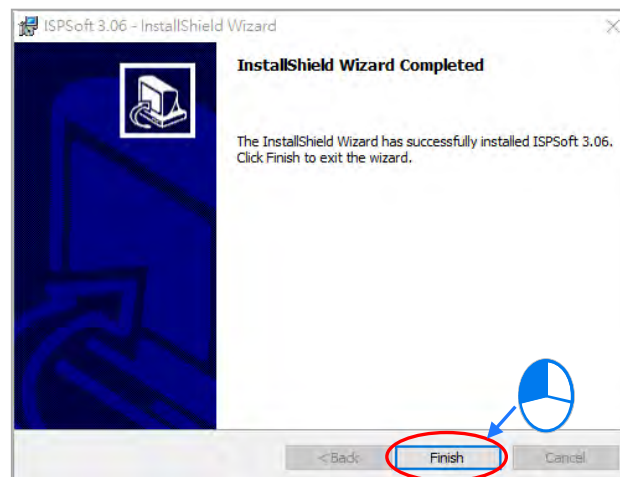 ISPSoft 3.06 - InstallShield Wizard
InstallShield Wizard Completed
The InstallShield Wizard has successfully installed ISPSoft 3.06.
Click Finish to exit the wizard.
< Back
Finish
Cancel